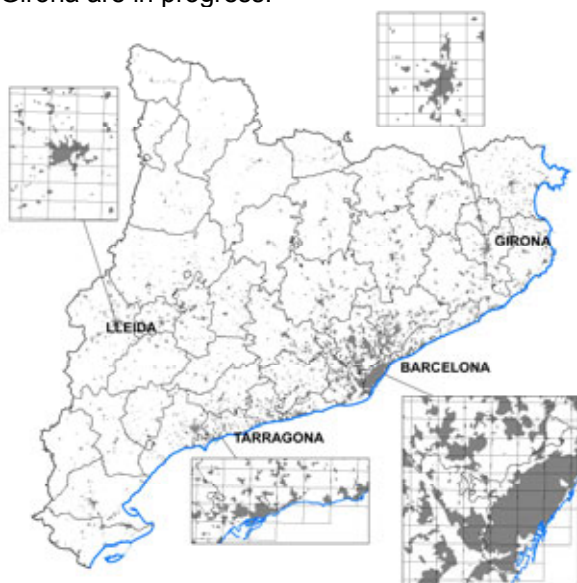 Girona are in progress.
GIRONA
LLEIDA
BARCELONA
TARRAGONA